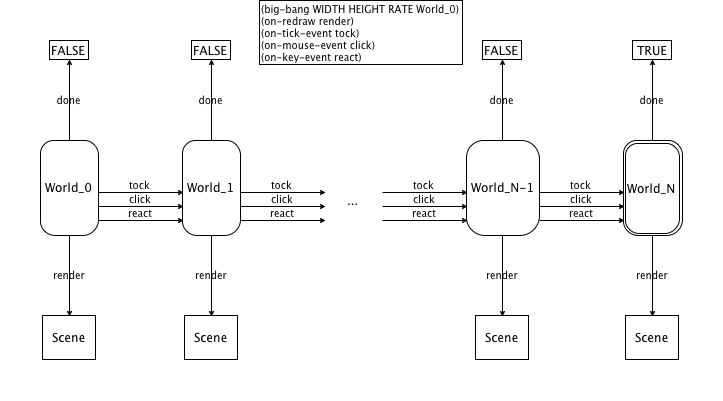 (big-bang WIDTH HEIGHT RATE World_0)
(on-redraw render)
(on-tick-event tock)
(on-mouse-event click)
(on-key-event react)
FALSE FALSE FALSE TRUE
done done done done
World_0 World_1 World_N-1 World_N
tock tock tock tock
click click click click
...
react react react react
render render render render
Scene Scene Scene Scene